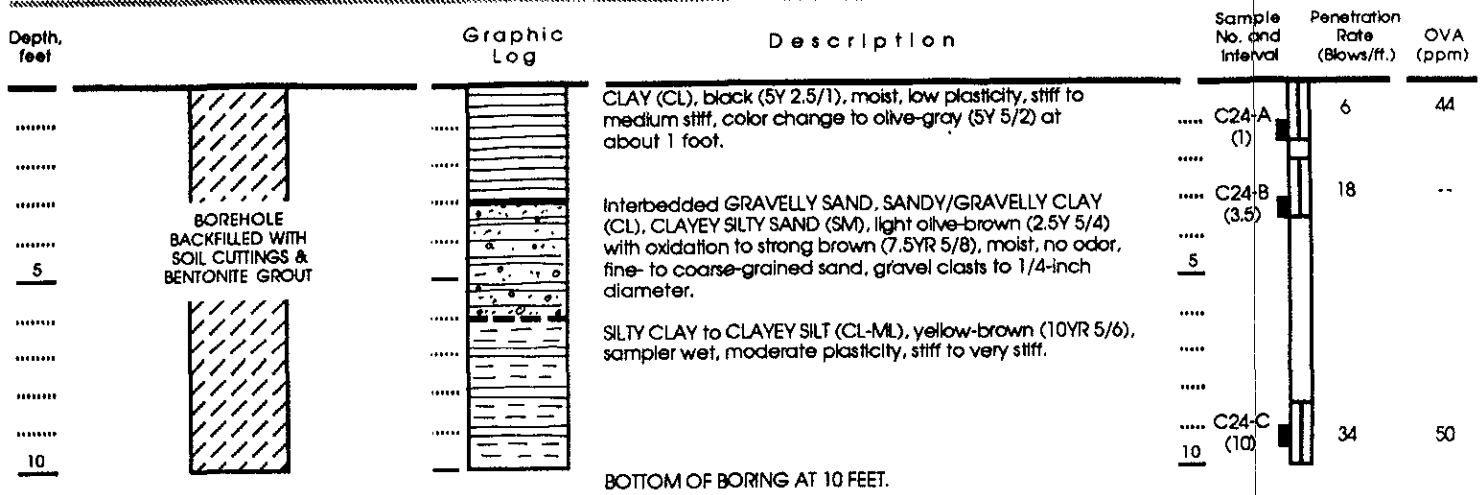 Depth,
feet
Graphic
Log
Description
Sample
No. and
Interval
Penetration
Rate
(Blows/ft.)
OVA
(ppm)
CLAY (CL), black (5Y 2.5/1), moist, low plasticity, stiff to
medium stiff, color change to olive-gray (5Y 5/2) at
about 1 foot.
C24-A
(1)
6
44
Interbedded GRAVELLY SAND, SANDY/GRAVELLY CLAY
(CL), CLAYEY SILTY SAND (SM), light olive-brown (2.5Y 5/4)
with oxidation to strong brown (7.5YR 5/8), moist, no odor,
fine- to coarse-grained sand, gravel clasts to 1/4-inch
diameter.
C24-B
(3.5)
18
--
BOREHOLE
BACKFILLED WITH
SOIL CUTTINGS &
BENTONITE GROUT
5
5
SILTY CLAY to CLAYEY SILT (CL-ML), yellow-brown (10YR 5/6),
sampler wet, moderate plasticity, stiff to very stiff.
C24-C
(10)
34
50
10
10
BOTTOM OF BORING AT 10 FEET.